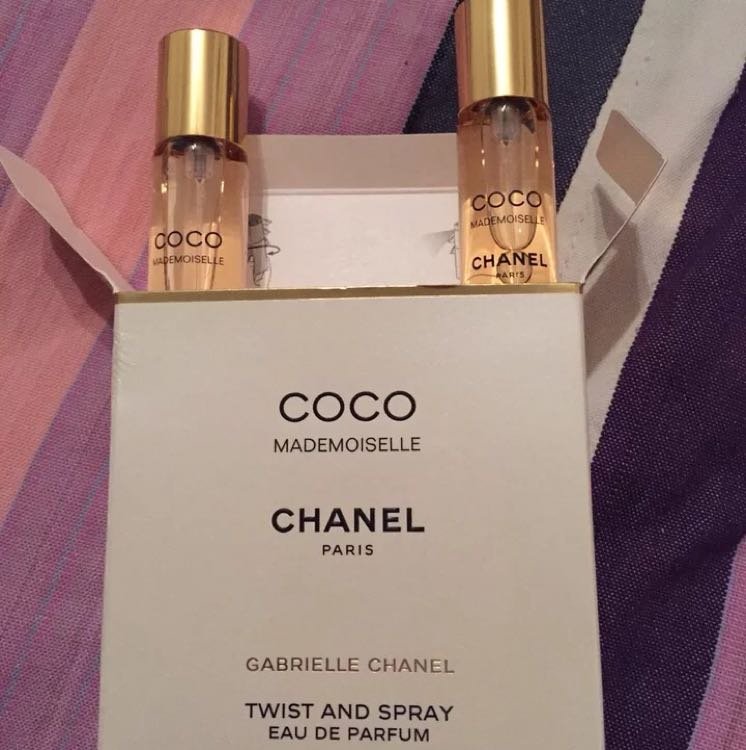 COCO
MADEMOISELLE
COCO
MADEMOISELLE
CHANEL
PARIS
COCO
MADEMOISELLE
CHANEL
PARIS
GABRIELLE CHANEL
TWIST AND SPRAY
EAU DE PARFUM